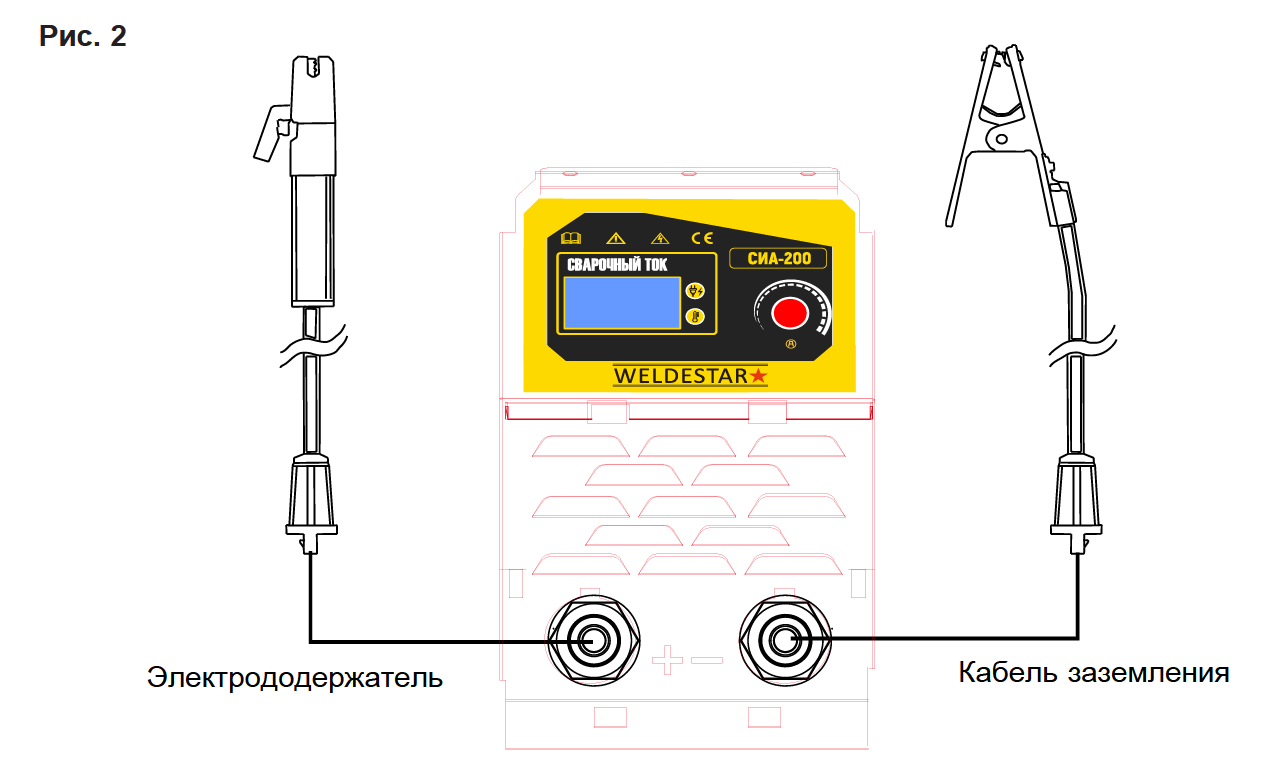 Рис. 2
CE
СИА-200
СВАРОЧНЫЙ ТОК
A
WELDESTAR
+ −
Электрододержатель
Кабель заземления